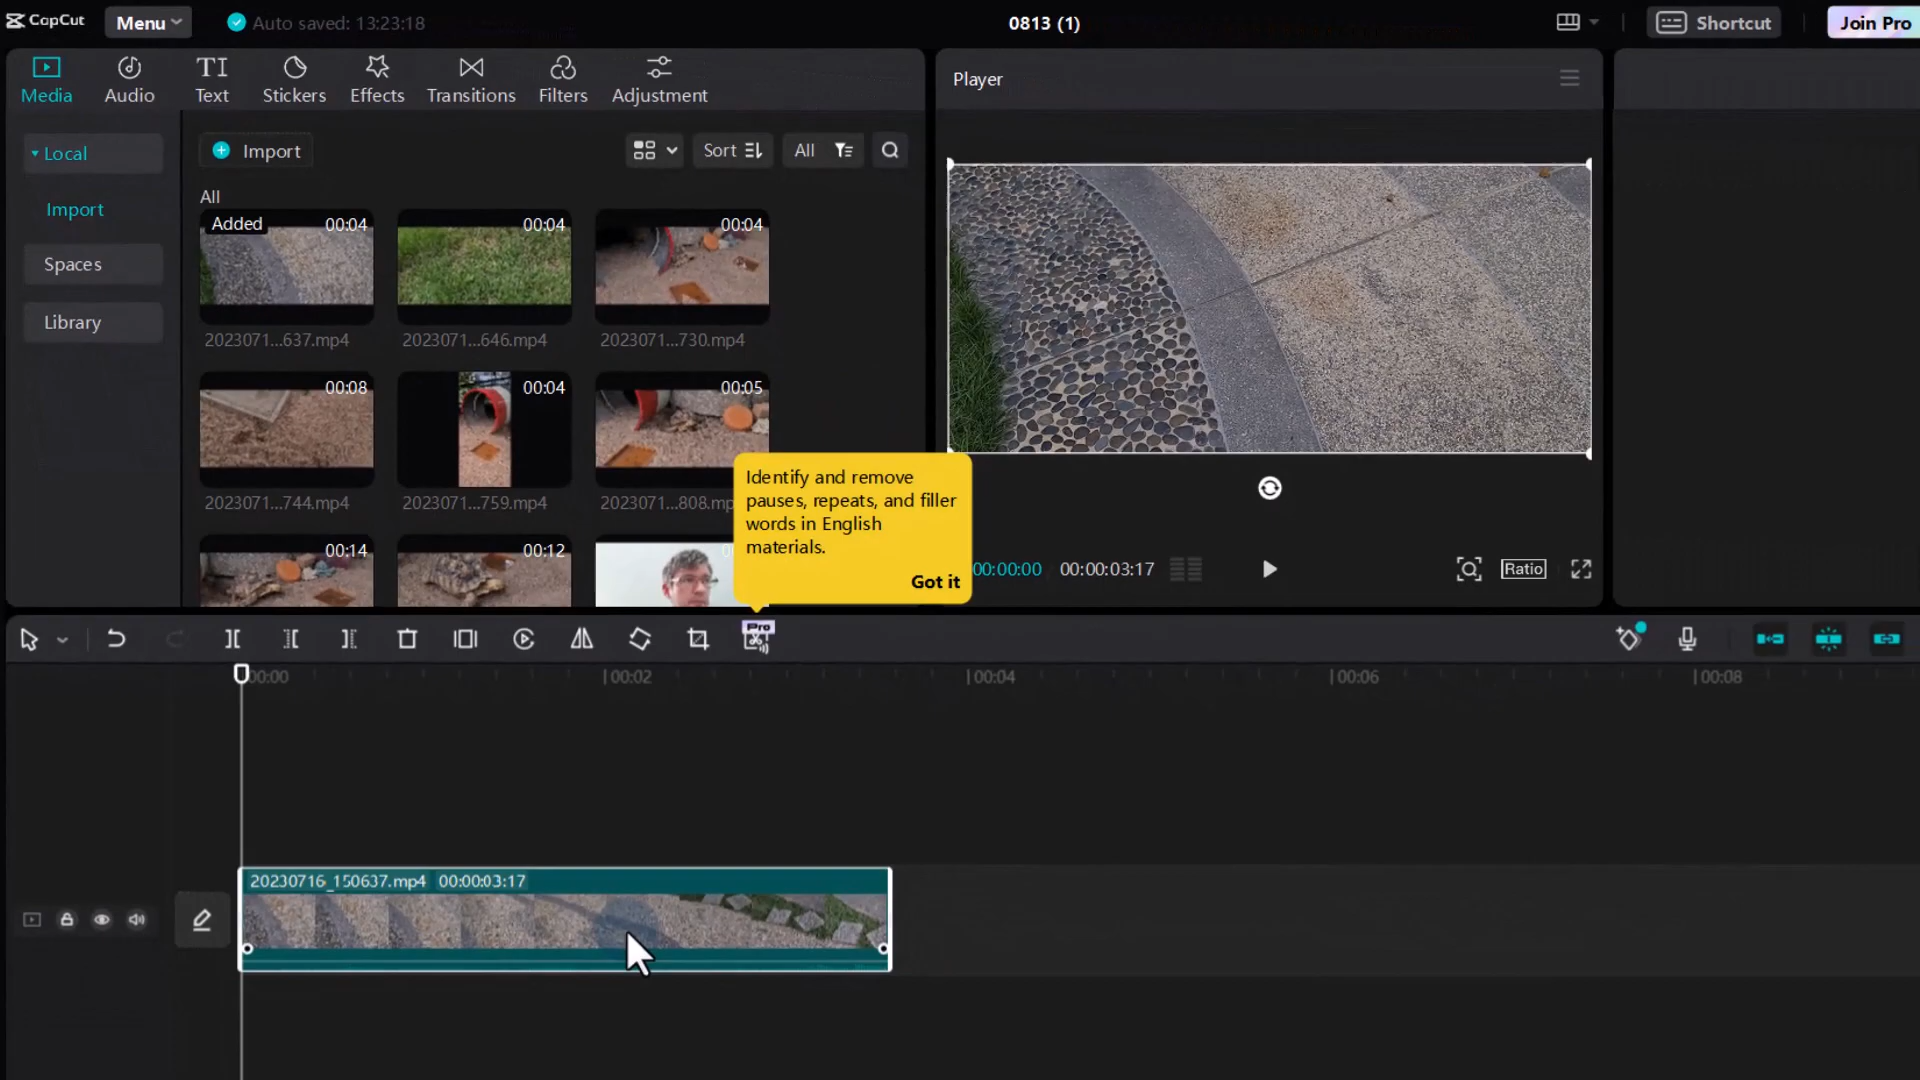 CapCut
Menu
Auto saved: 13:23:18
0813 (1)
Shortcut
Join Pro
Media
Audio
Text
Stickers
Effects
Transitions
Filters
Adjustment
Player
Local
Import
Spaces
Library
Import
Sort
All
All
Added
00:04
00:04
00:04
2023071...637.mp4
2023071...646.mp4
2023071...730.mp4
00:08
00:04
00:05
2023071...744.mp4
2023071...759.mp4
2023071...808.mp
00:14
00:12
Identify and remove
pauses, repeats, and filler
words in English
materials.
Got it
00:00:00
00:00:03:17
Ratio
Pro
00:00
00:02
00:04
00:06
00:08
20230716_150637.mp4 00:00:03:17